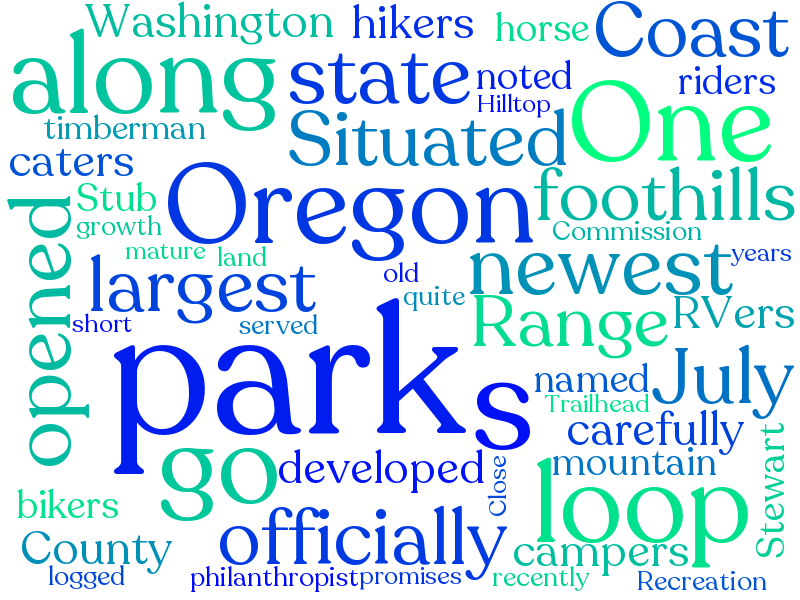 Washington
hikers
horse
Coast
along
state
noted
riders
Hilltop
timberman
Situated
One
caters
Stub
Oregon
foothills
growth
Commission
opened
mature
land
newest
years
largest
old
quite
short
served
Range
RVers
parks
s
named
July
Trailhead
carefully
go
developed
Close
mountain
Stewart
bikers
loop
County
officially
campers
logged
philanthropist
promises
recently
Recreation